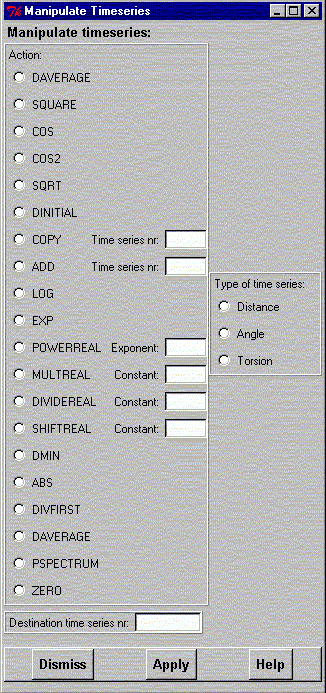 Manipulate Timeseries
Manipulate timeseries:
Action:
DAVERAGE
SQUARE
COS
COS2
SQRT
DINITIAL
COPY Time series nr:
ADD Time series nr:
LOG
EXP
POWERREAL Exponent:
MULTREAL Constant:
DIVIDEREAL Constant:
SHIFTREAL Constant:
DMIN
ABS
DIVFIRST
DAVERAGE
PSPECTRUM
ZERO
Type of time series:
Distance
Angle
Torsion
Destination time series nr:
Dismiss Apply Help